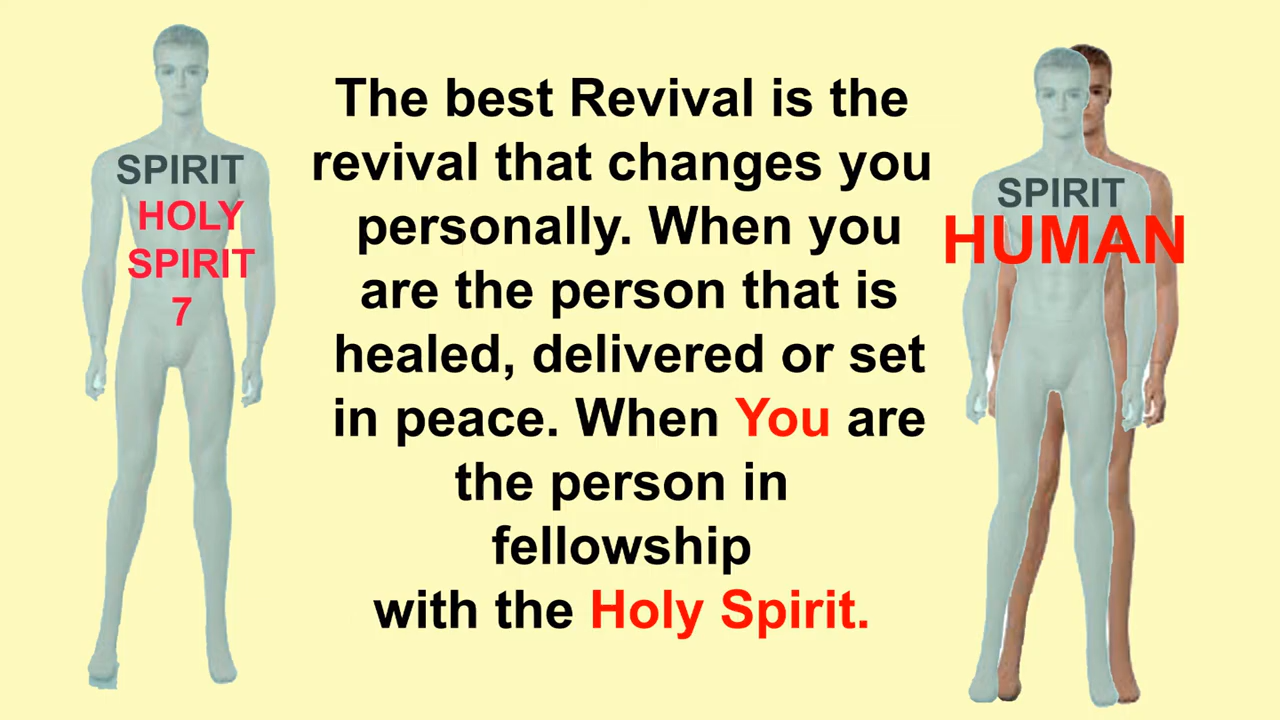 SPIRIT
HOLY
SPIRIT
7
The best Revival is the
revival that changes you
personally. When you
are the person that is
healed, delivered or set
in peace. When You are
the person in
fellowship
with the Holy Spirit.
SPIRIT
HUMAN